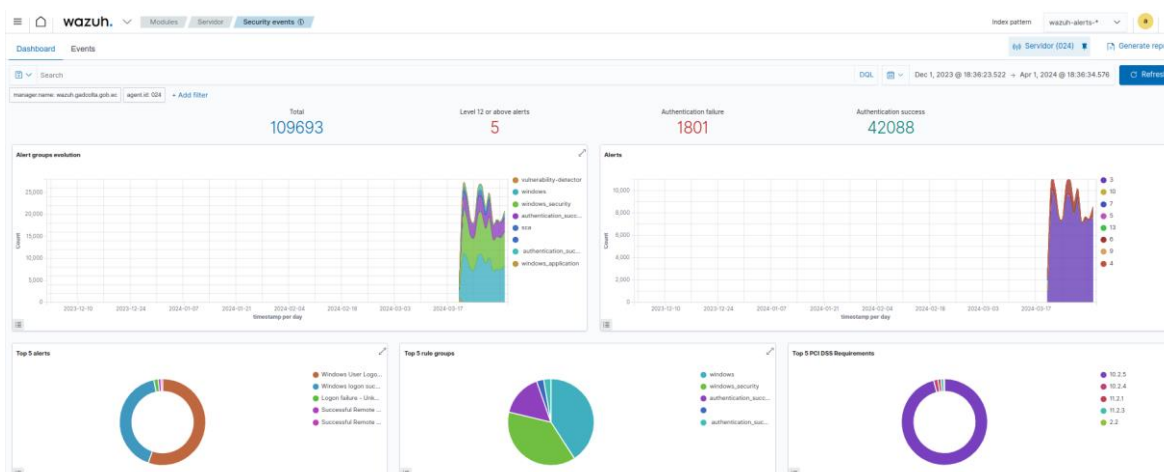 wazuh. Modules Servidor Security events Index pattern wazuh-alerts-* a
Dashboard Events Servidor (024) Generate rep
Search DQL Dec 1, 2023 @ 18:36:23.522 → Apr 1, 2024 @ 18:36:34.576 Refres
manager.name: wazuh.gadcolta.gob.ec agent.id: 024 + Add filter
Total Level 12 or above alerts Authentication failure Authentication success
109693 5 1801 42088
Alert groups evolution
25,000
20,000
15,000
10,000
5,000
0
Count
2023-12-10 2023-12-24 2024-01-07 2024-01-21 2024-02-04 2024-02-18 2024-03-03 2024-03-17
timestamp per day
vulnerability-detector
windows
windows_security
authentication_succ...
sca
authentication_suc...
windows_application
Alerts
10,000
8,000
6,000
4,000
2,000
0
Count
2023-12-10 2023-12-24 2024-01-07 2024-01-21 2024-02-04 2024-02-18 2024-03-03 2024-03-17
timestamp per day
3
10
7
5
13
6
9
4
Top 5 alerts
Windows User Logo...
Windows logon suc...
Logon failure - Unk...
Successful Remote ...
Successful Remote ...
Top 5 rule groups
windows
windows_security
authentication_succ...
authentication_suc...
Top 5 PCI DSS Requirements
10.2.5
10.2.4
11.2.1
11.2.3
2.2